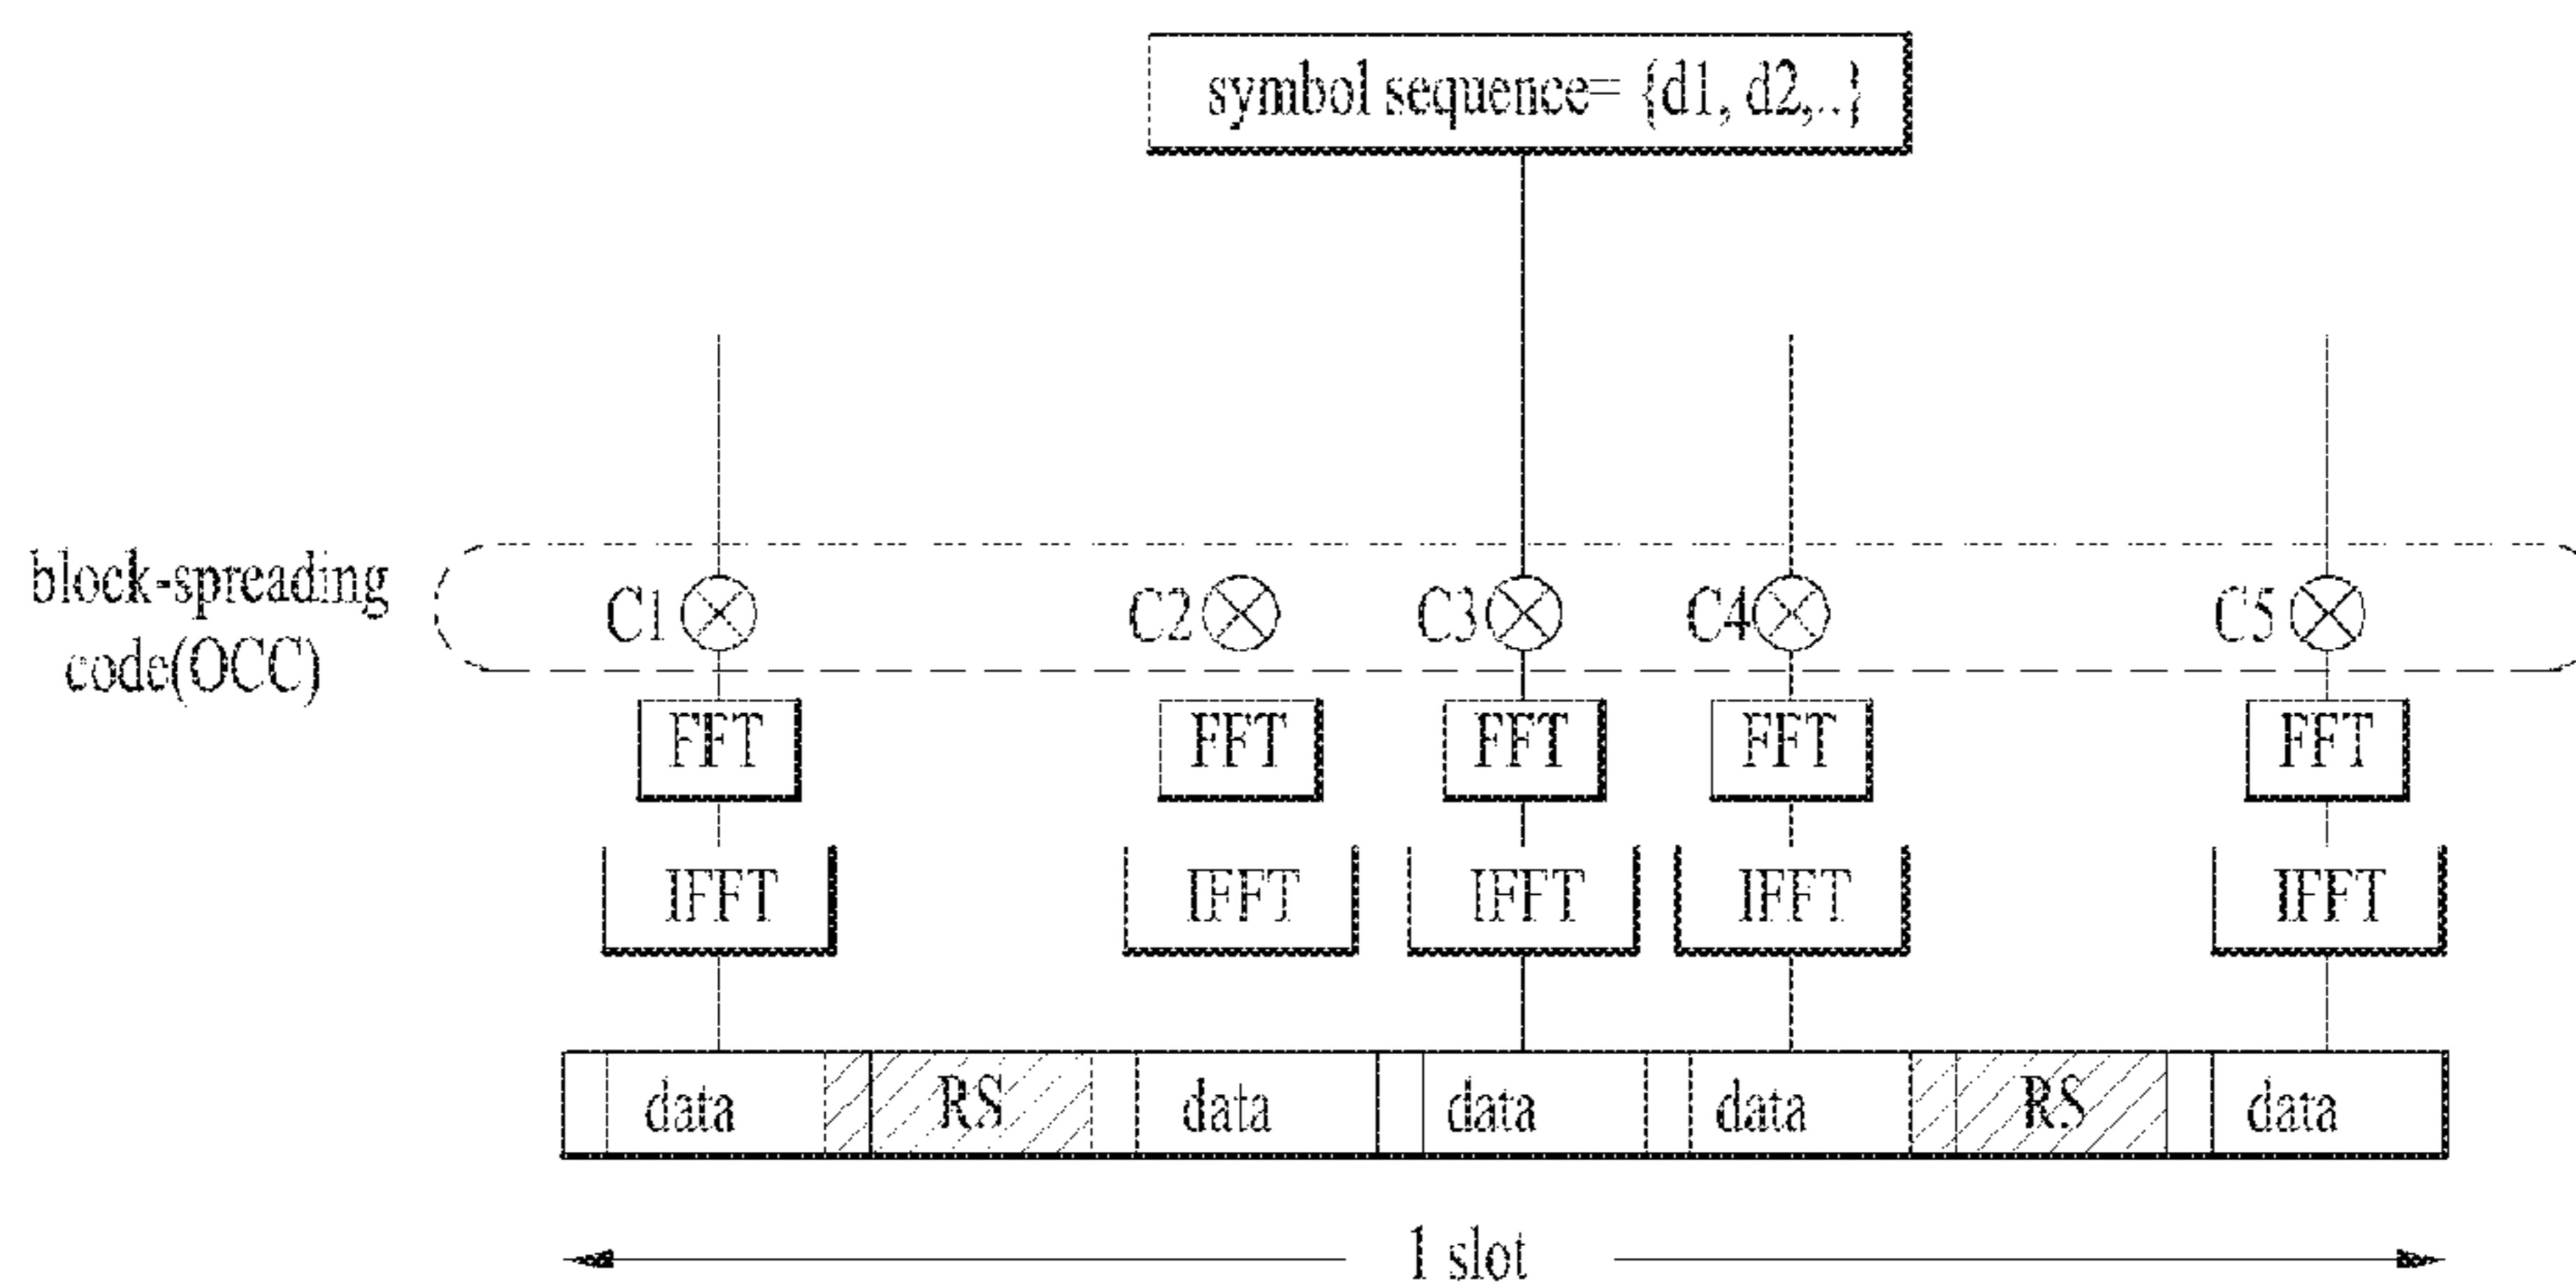 symbol sequence= {d1, d2,..}
block-spreading
code(OCC)
C1 C2 C3 C4 C5
FFT FFT FFT FFT FFT
IFFT IFFT IFFT IFFT IFFT
data RS data data data RS data
1 slot